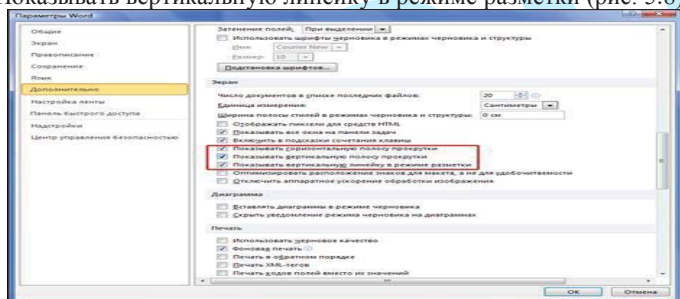 Показывать вертикальную линейку в режиме разметки (рис. 5.6)
Параметры Word
Общие
Экран
Правописание
Сохранение
Язык
Дополнительно
Настройка ленты
Панель быстрого доступа
Надстройки
Центр управления безопасностью
Затенение полей: При выделении
Использовать шрифты черновика в режимах черновика и структуры
Имя: Courier New
Размер: 10
Подстановка шрифтов...
Экран
Число документов в списке последних файлов: 20
Единица измерения: Сантиметры
Ширина полосы стилей в режимах черновика и структуры: 0 см
Отображать пиксели для средств HTML
Показывать все окна на панели задач
Включить в подсказки сочетания клавиш
Показывать горизонтальную полосу прокрутки
Показывать вертикальную полосу прокрутки
Показывать вертикальную линейку в режиме разметки
Оптимизировать расположение знаков для макета, а не для удобочитаемости
Отключить аппаратное ускорение обработки изображения
Диаграмма
Вставлять диаграммы в режиме черновика
Скрыть уведомление режима черновика на диаграммах
Печать
Использовать черновое качество
Фоновая печать
Печать в обратном порядке
Печать XML-тегов
Печать кодов полей вместо их значений
ОК
Отмена